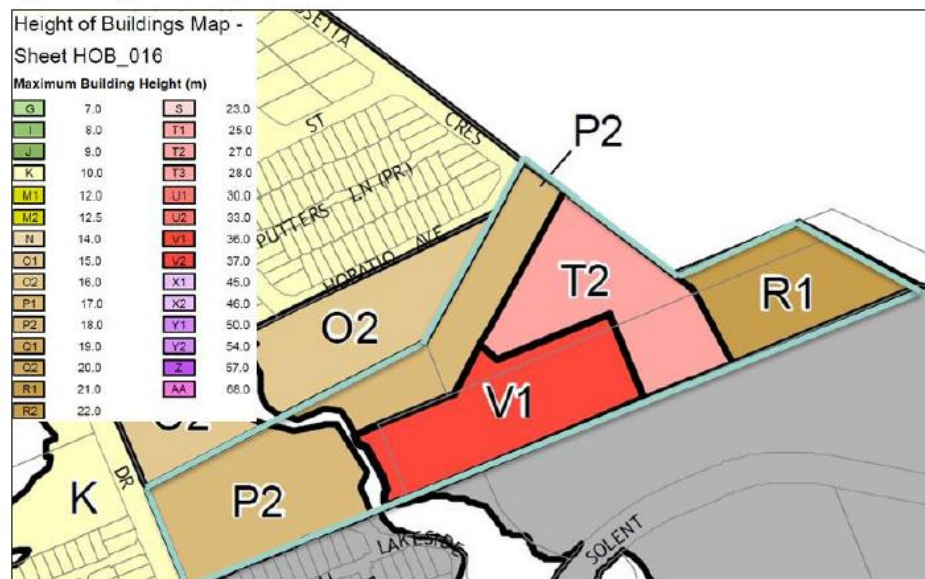 Height of Buildings Map -
Sheet HOB_016
Maximum Building Height (m)
G 7.0
I 8.0
J 9.0
K 10.0
M1 12.0
M2 12.5
N 14.0
O1 15.0
O2 16.0
P1 17.0
P2 18.0
Q1 19.0
Q2 20.0
R1 21.0
R2 22.0
S 23.0
T1 25.0
T2 27.0
T3 28.0
U1 30.0
U2 33.0
V1 36.0
V2 37.0
X1 45.0
X2 46.0
Y1 50.0
Y2 54.0
Z 57.0
AA 68.0
CRES
ST
PUTTERS LN (PR)
HORATIO AVE
P2
T2
R1
O2
V1
K
DR
P2
LAKESIDE
SOLENT